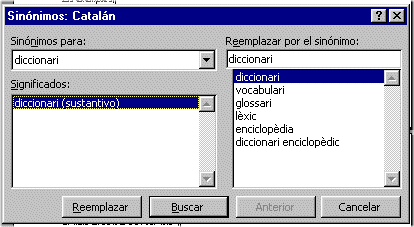 Sinónimos: Catalán
Sinónimos para:
diccionari
Significados:
diccionari (sustantivo)
Reemplazar por el sinónimo:
diccionari
diccionari
vocabulari
glossari
lèxic
enciclopèdia
diccionari enciclopèdic
Reemplazar
Buscar
Anterior
Cancelar